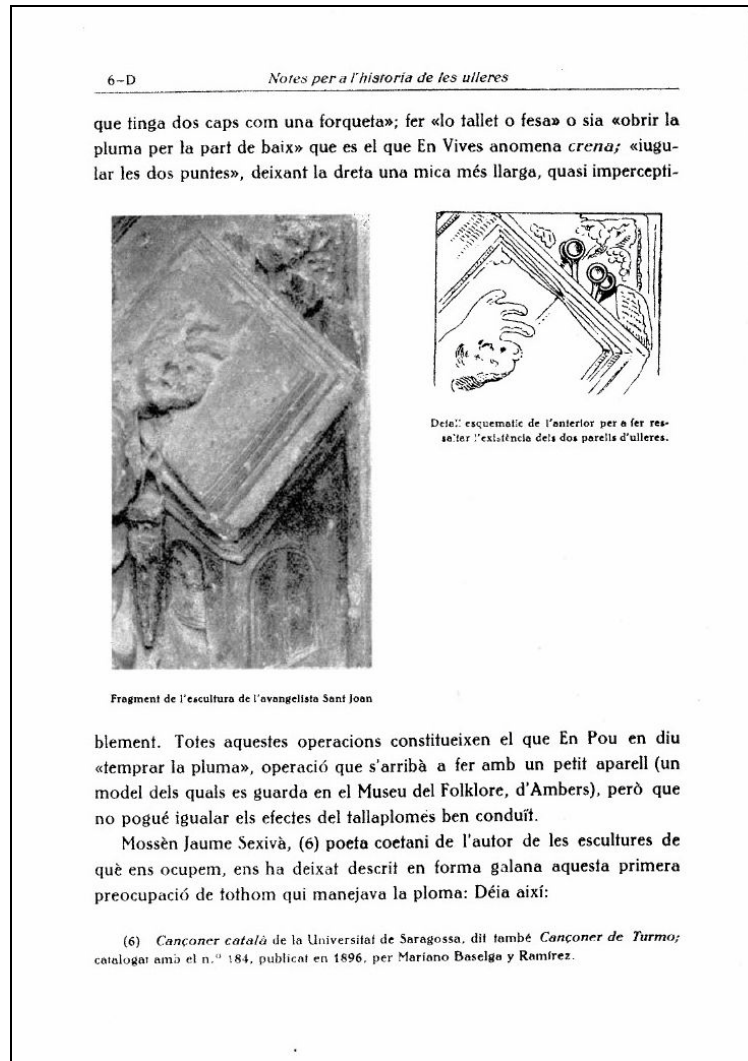 6-D
Notes per a l'historia de les ulleres
que tinga dos caps com una forqueta»; fer «lo tallet o fesa» o sia «obrir la
pluma per la part de baix» que es el que En Vives anomena crena; «iugu-
lar les dos puntes», deixant la dreta una mica més llarga, quasi impercepti-
Detall esquematic de l'anterior per a fer res-
saltar l'existència dels dos parells d'ulleres.
Fragment de l'escultura de l'avangelista Sant Joan
blement. Totes aquestes operacions constitueixen el que En Pou en diu
«temprar la pluma», operació que s'arribà a fer amb un petit aparell (un
model dels quals es guarda en el Museu del Folklore, d'Ambers), però que
no pogué igualar els efectes del tallaplomes ben conduït.
Mossèn Jaume Sexivà, (6) poeta coetani de l'autor de les escultures de
què ens ocupem, ens ha deixat descrit en forma galana aquesta primera
preocupació de tothom qui manejava la ploma: Déia així:
(6) Cançoner català de la Universitat de Saragossa, dit també Cançoner de Turmo;
catalogat amb el n.º 184, publicat en 1896, per Mariano Baselga y Ramírez.